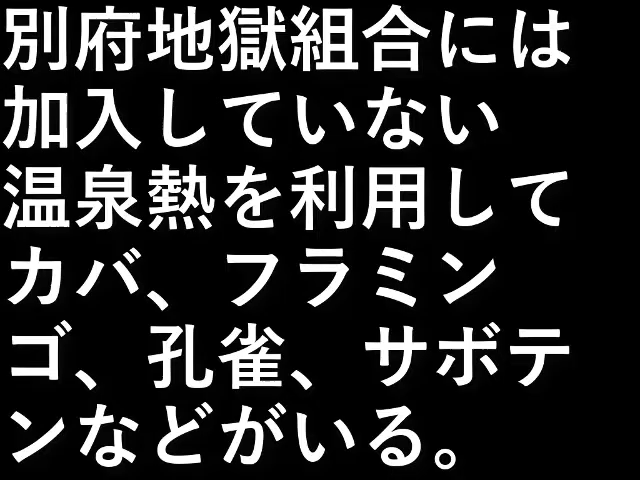 別府地獄組合には
加入していない
温泉熱を利用して
カバ、フラミン
ゴ、孔雀、サボテ
ンなどがいる。